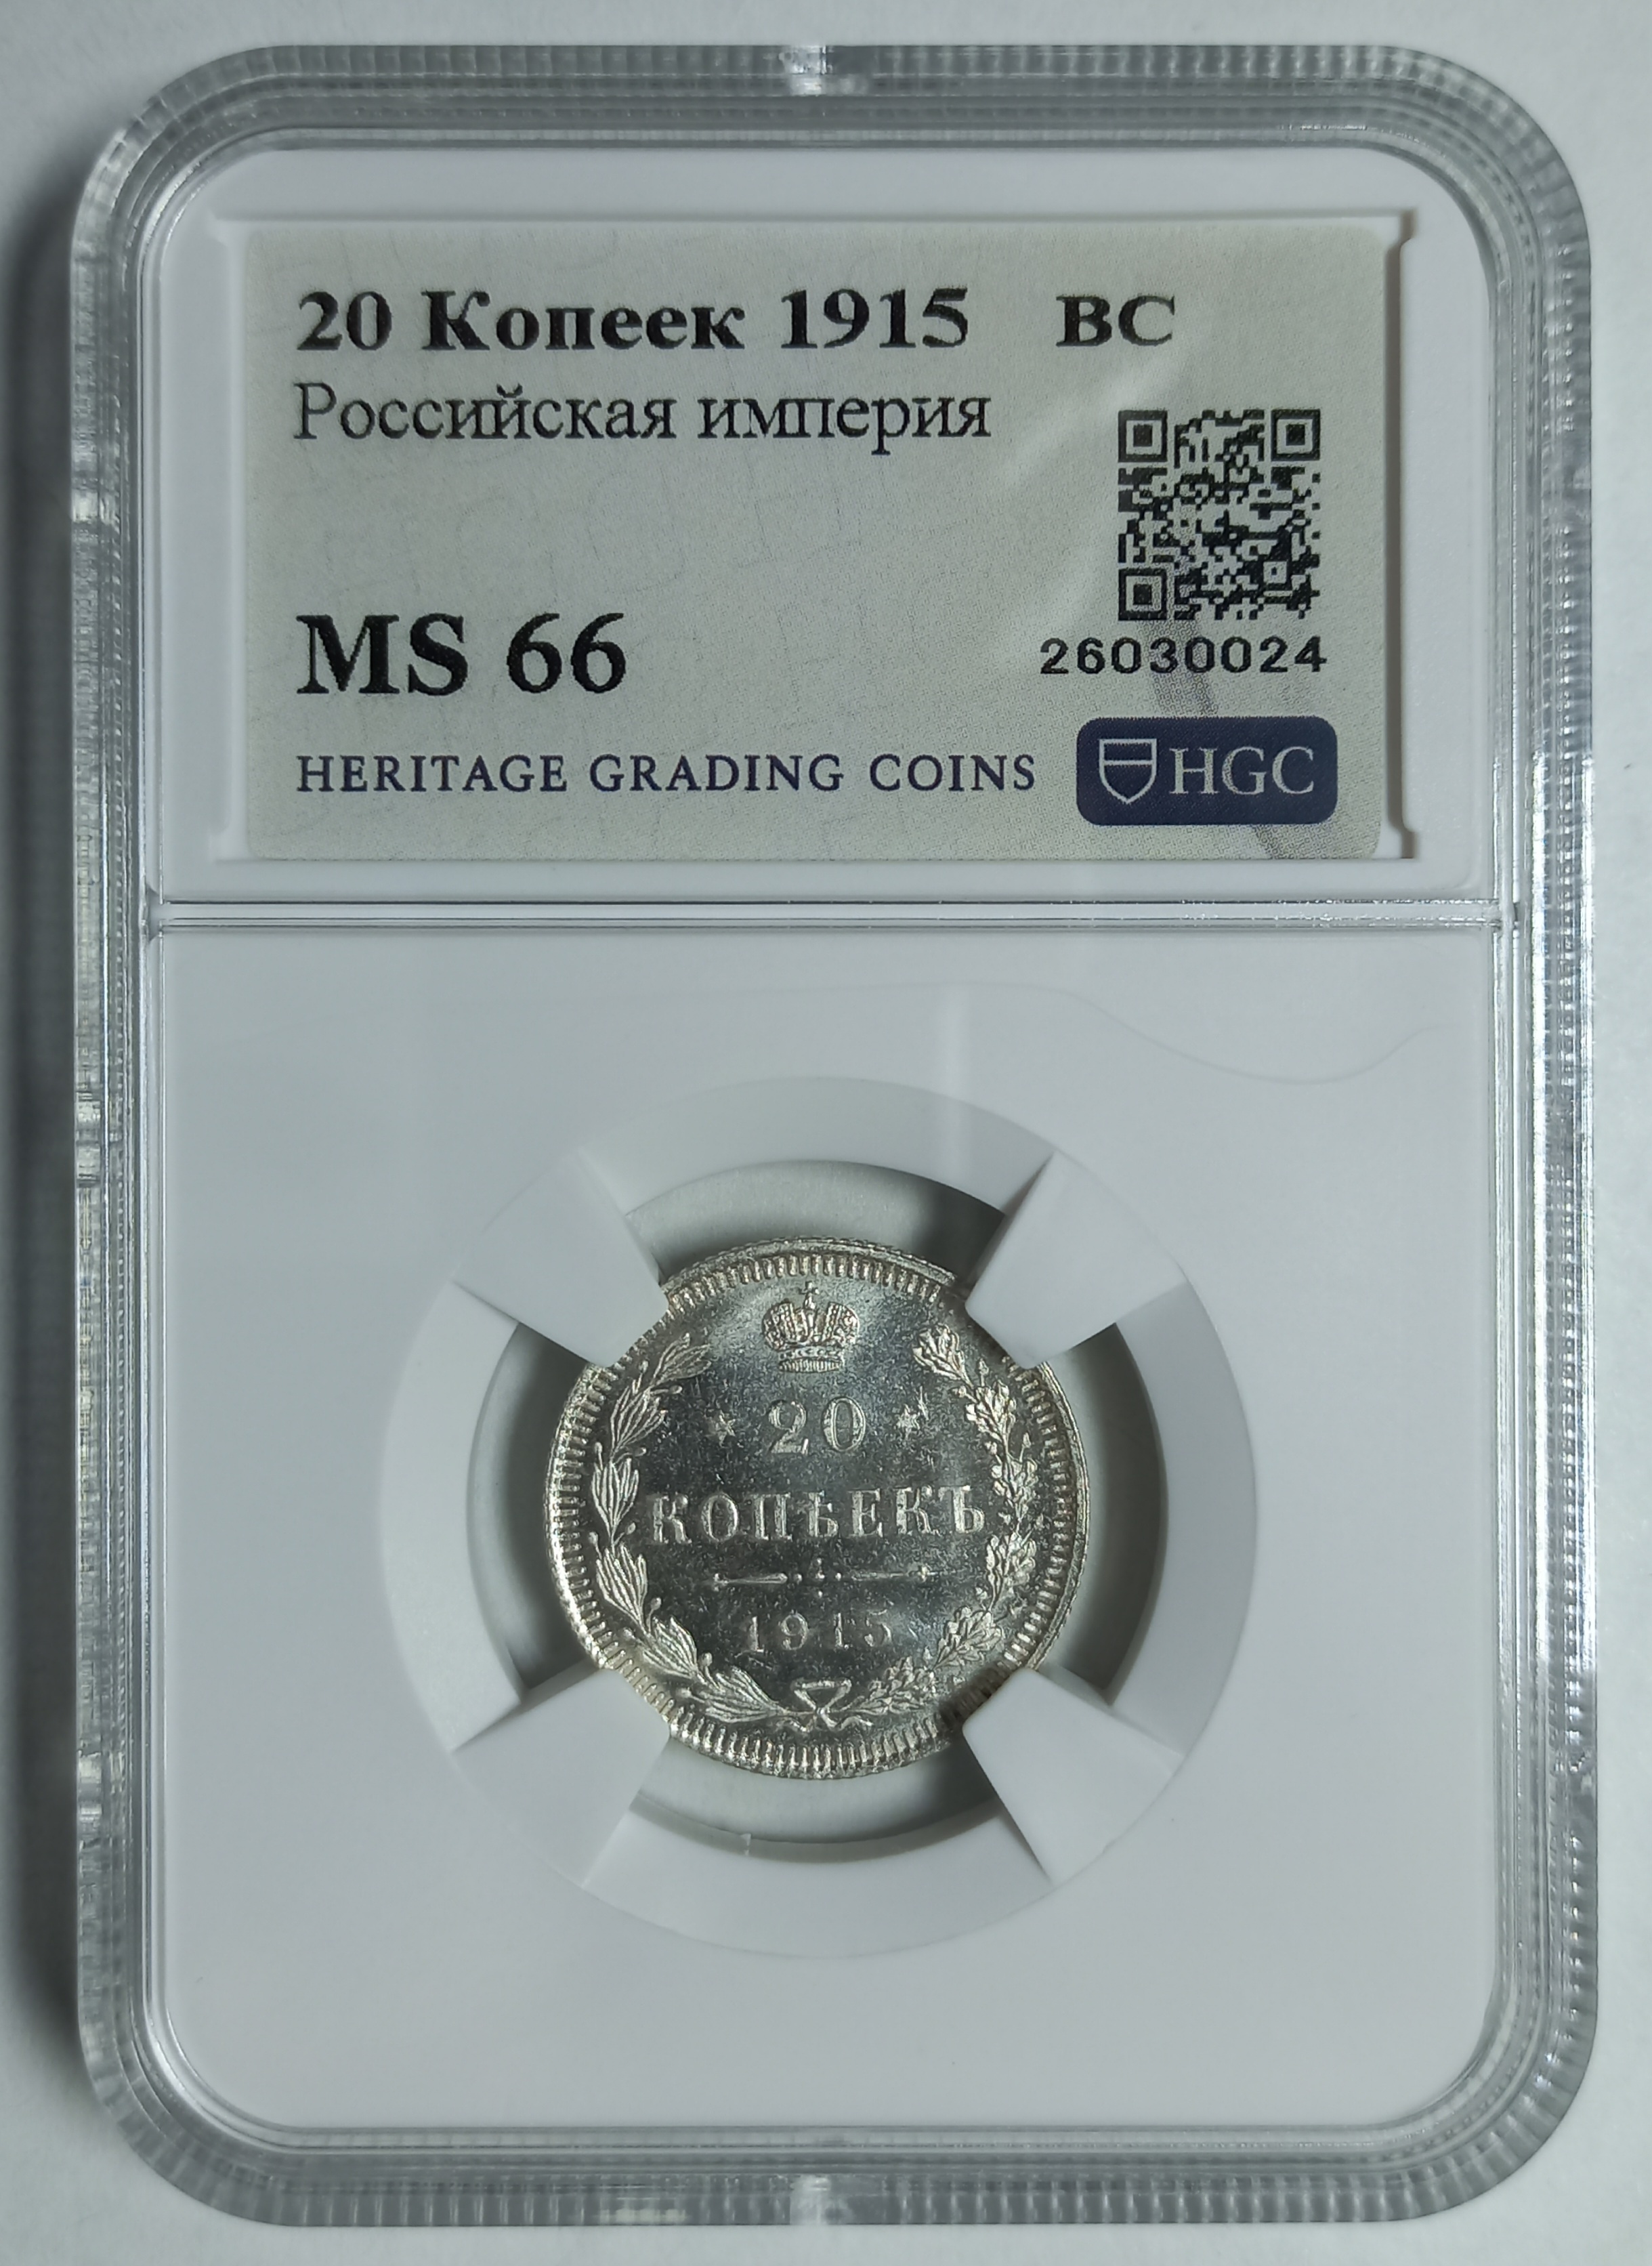 20 Копеек 1915 ВС
Российская империя
MS 66
26030024
HERITAGE GRADING COINS HGC
20
КОПѢЕКЪ
1915